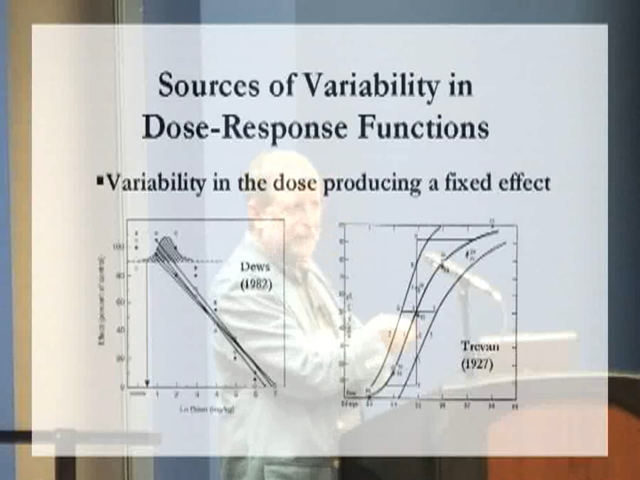 Sources of Variability in
Dose-Response Functions
▪Variability in the dose producing a fixed effect
Dews
(1982)
Trevan
(1927)